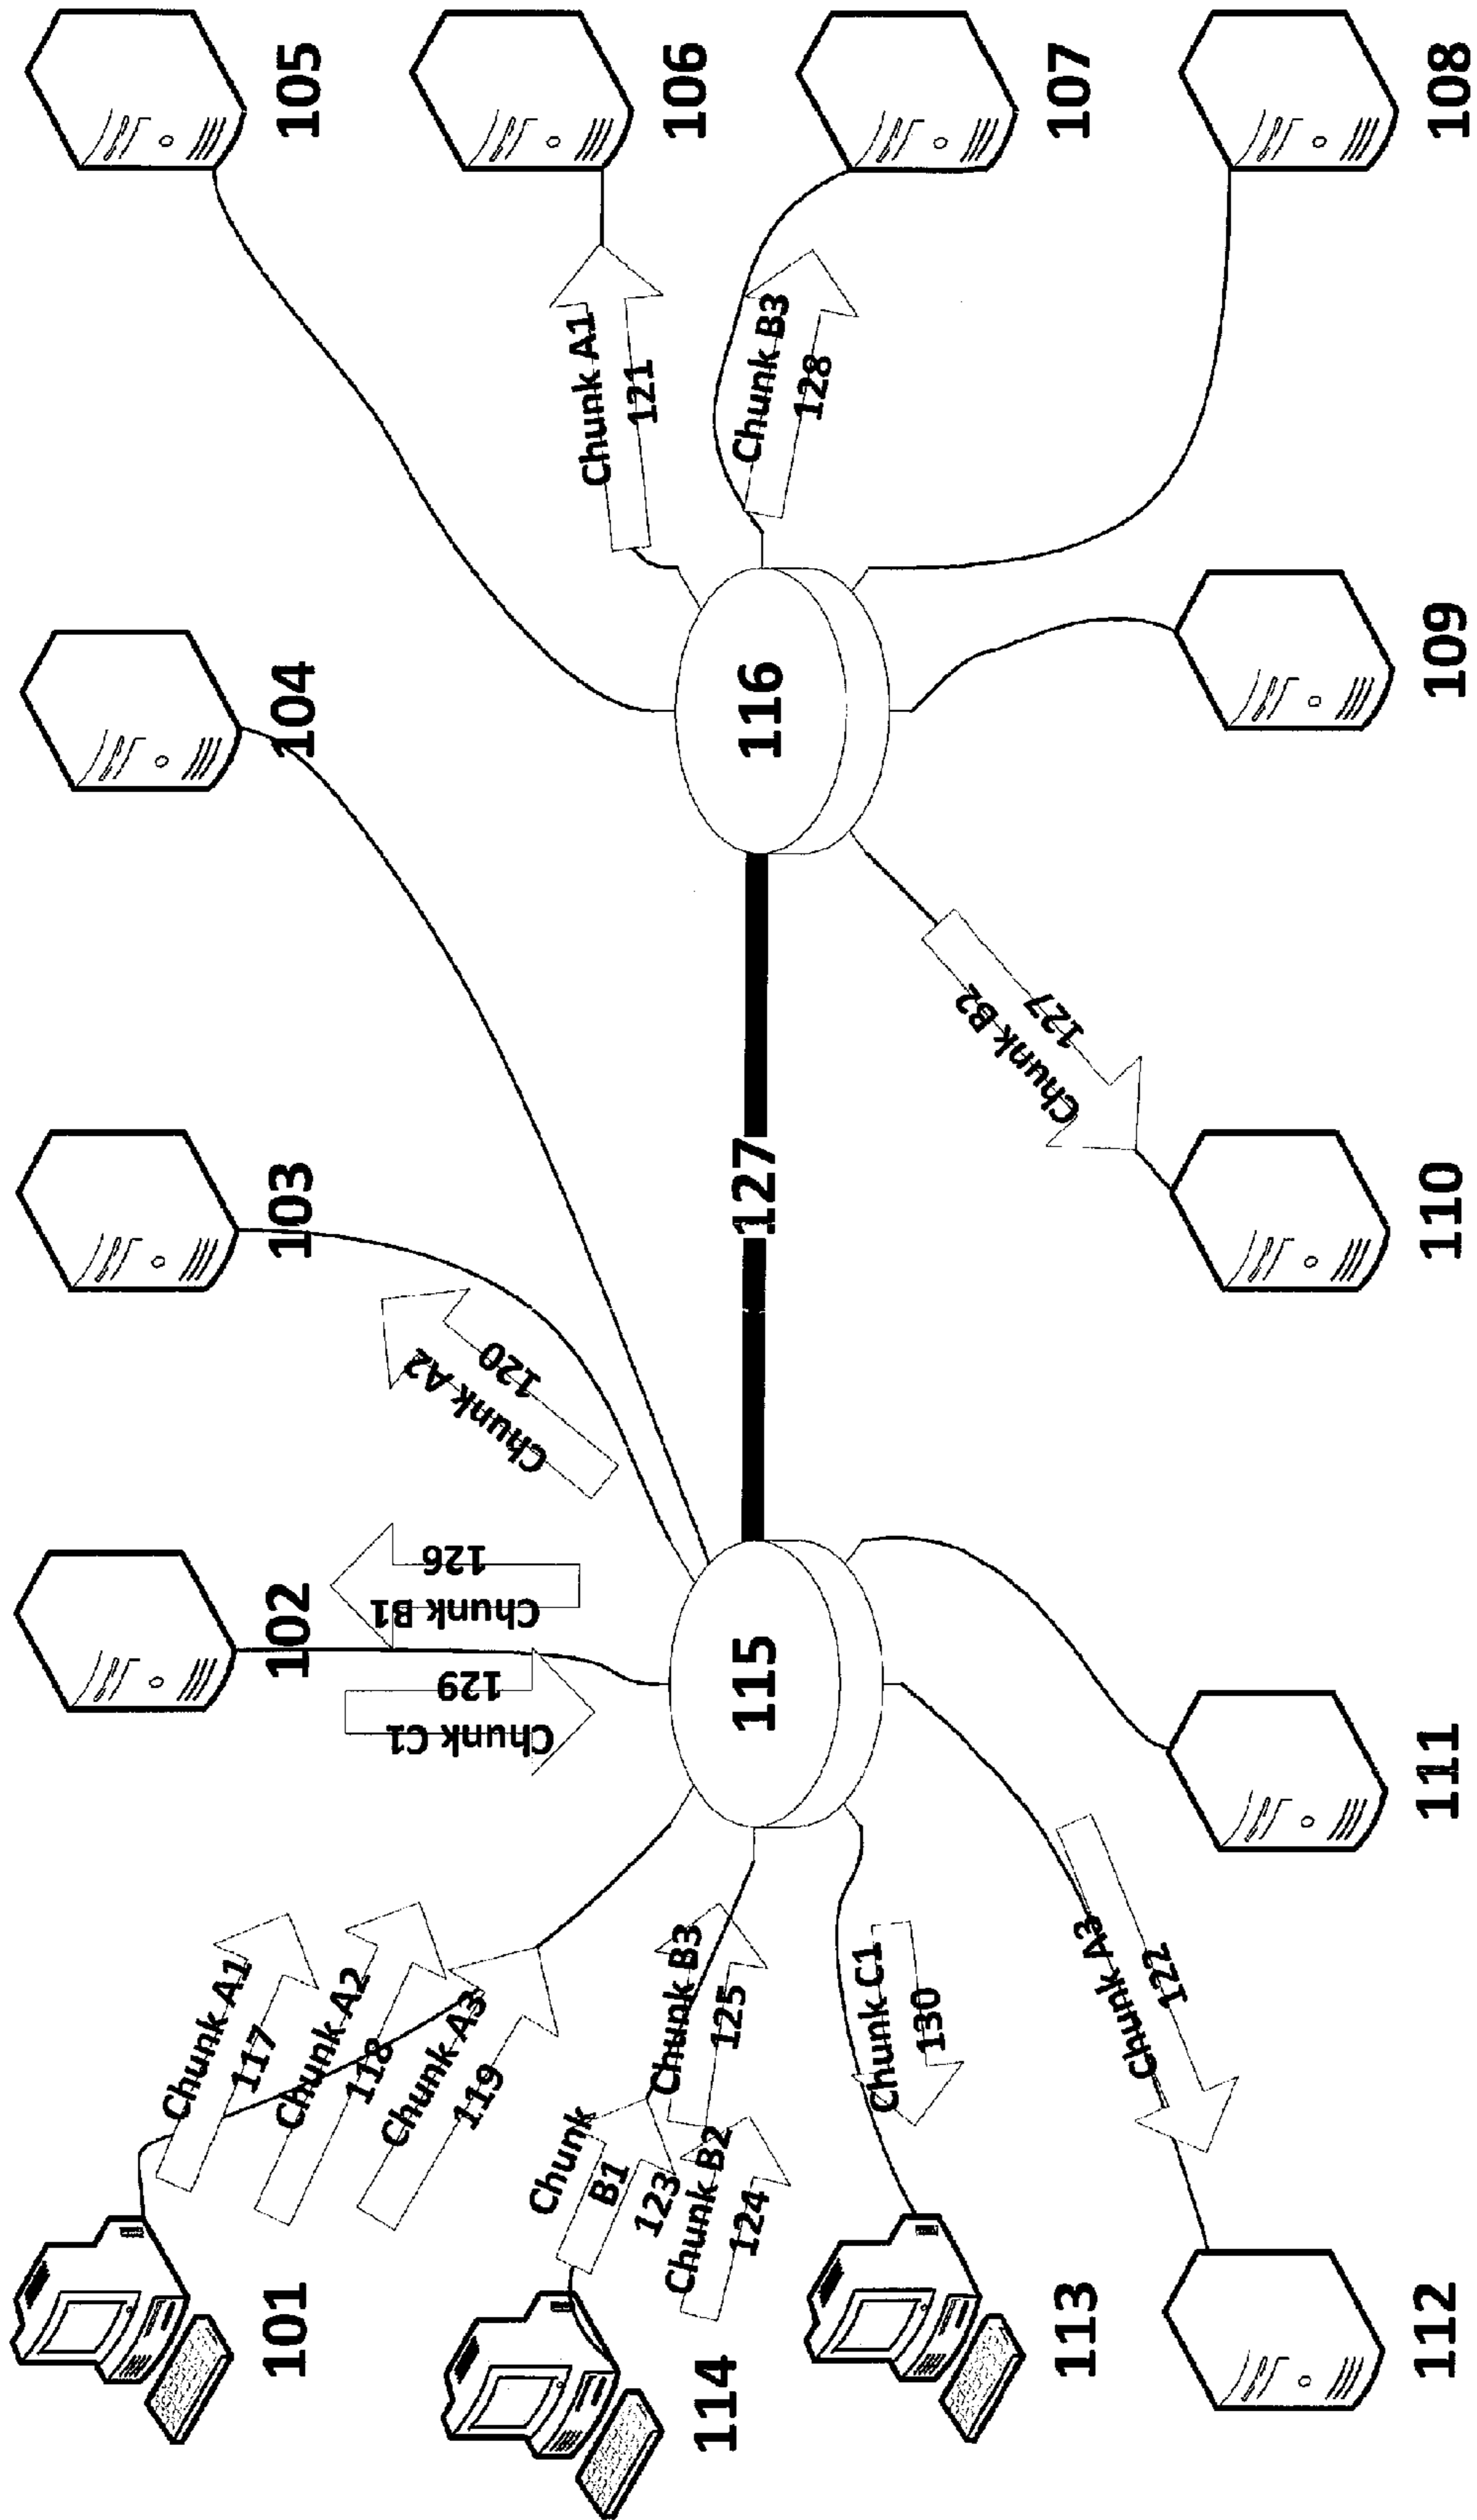 101
102
103
104
105
Chunk A1
117
Chunk A2
118
Chunk A3
119
Chunk C1
129
Chunk B1
126
Chunk A2
120
Chunk A1
121
106
114
Chunk
B1
123
Chunk B2
124
Chunk B3
125
115
127
116
Chunk B3
128
107
113
Chunk C1
130
Chunk A3
122
Chunk B2
127
112
111
110
109
108